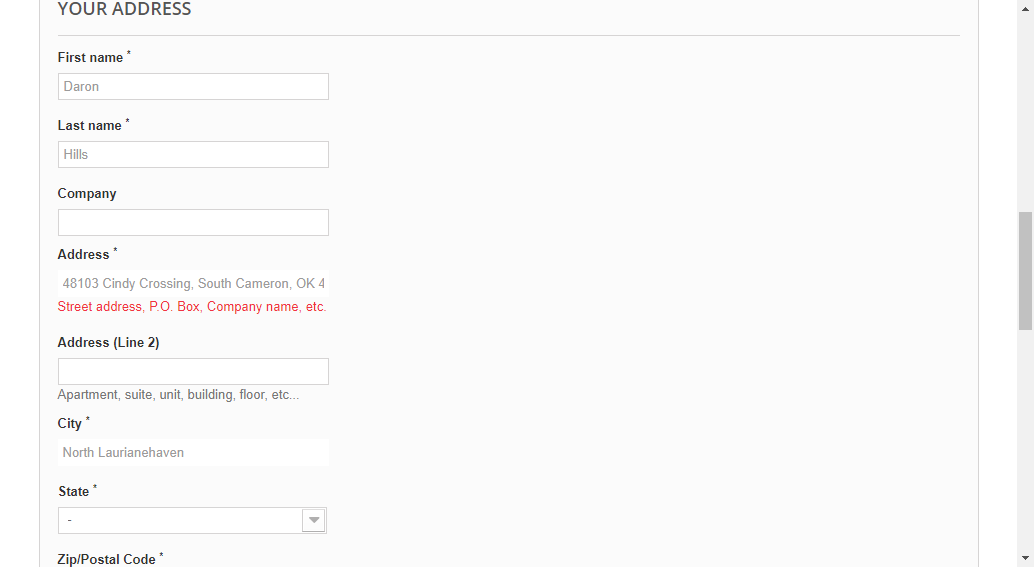 YOUR ADDRESS
First name *
Daron
Last name *
Hills
Company
Address *
48103 Cindy Crossing, South Cameron, OK 4
Street address, P.O. Box, Company name, etc.
Address (Line 2)
Apartment, suite, unit, building, floor, etc...
City *
North Laurianehaven
State *
-
Zip/Postal Code *